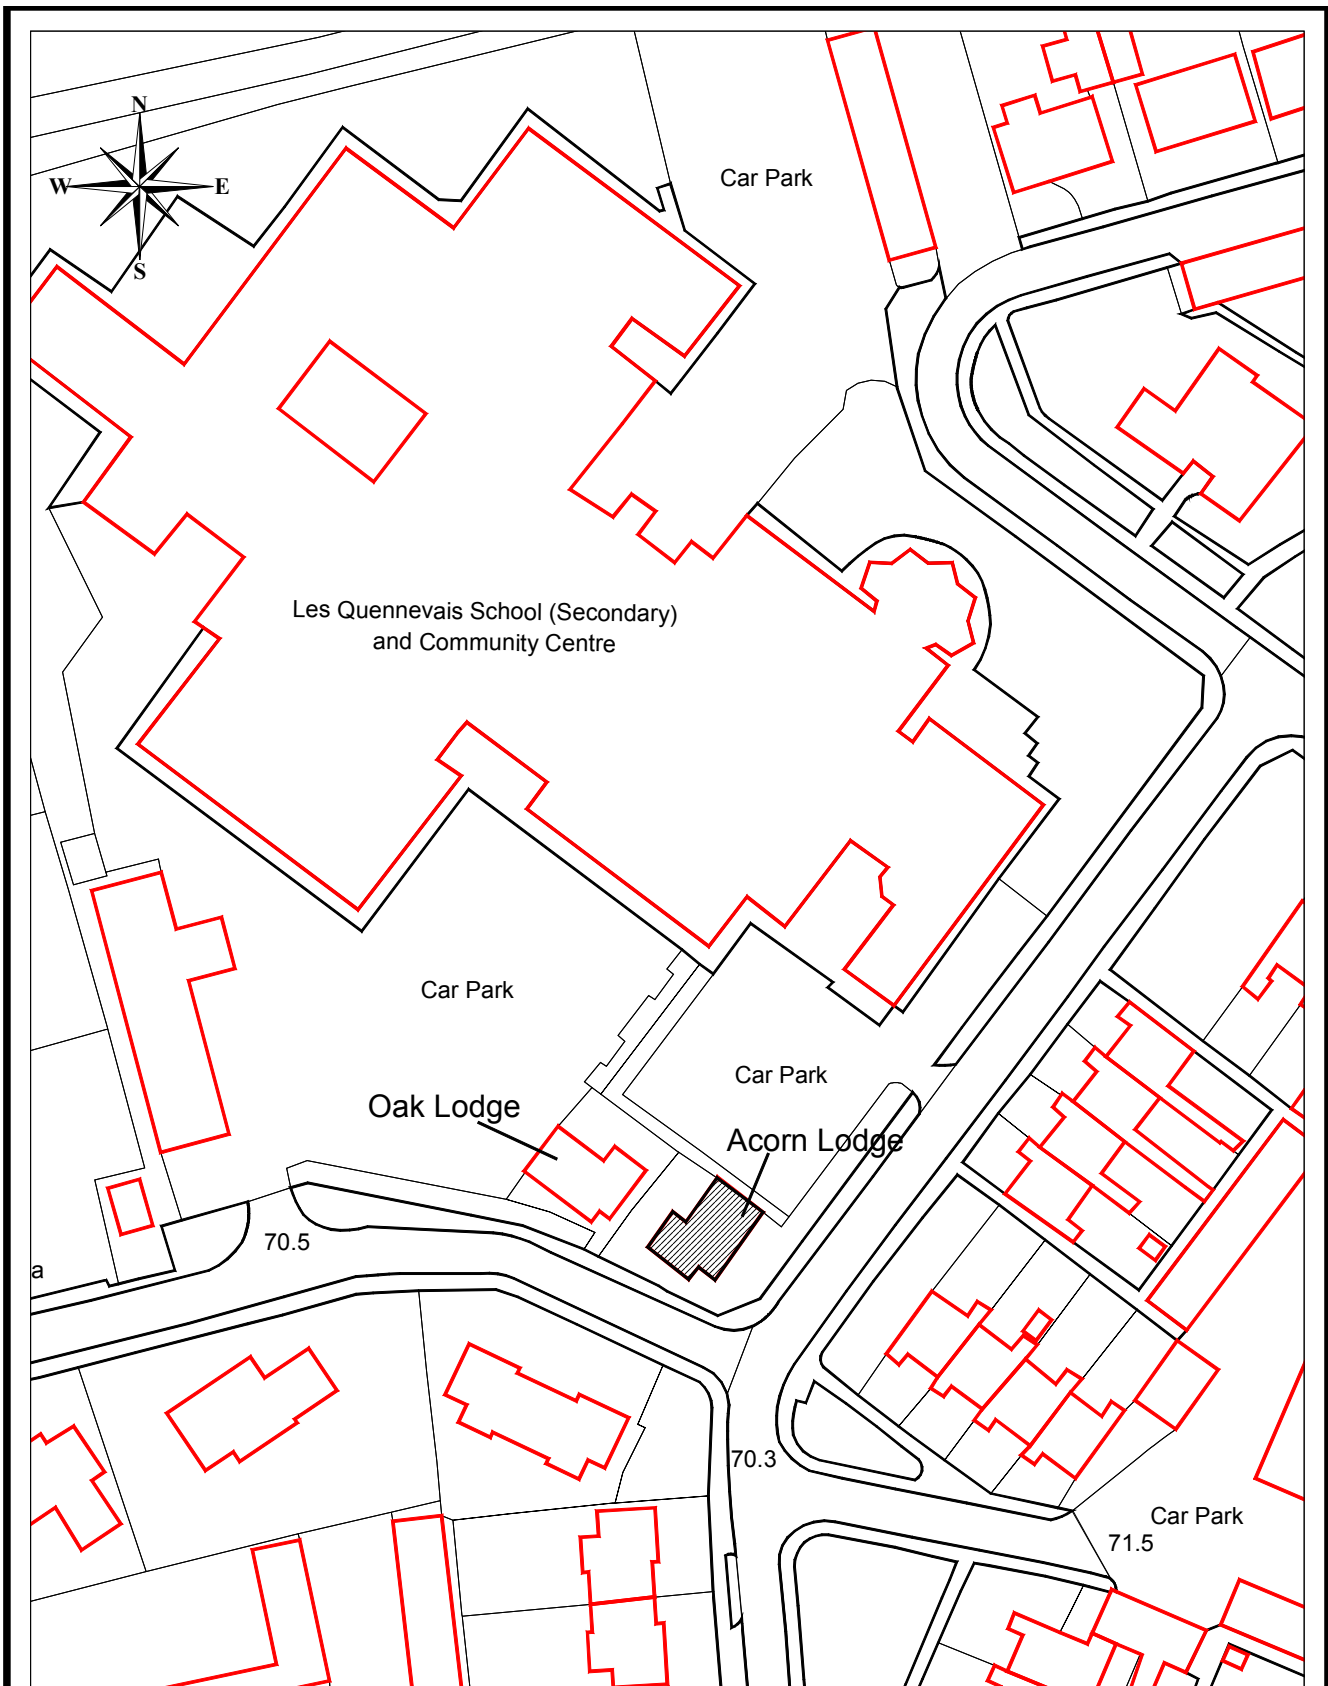 N
Car Park
W
E
S
Les Quennevais School (Secondary)
and Community Centre
Car Park
Car Park
Oak Lodge
Acorn Lodge
70.5
a
70.3
Car Park
71.5